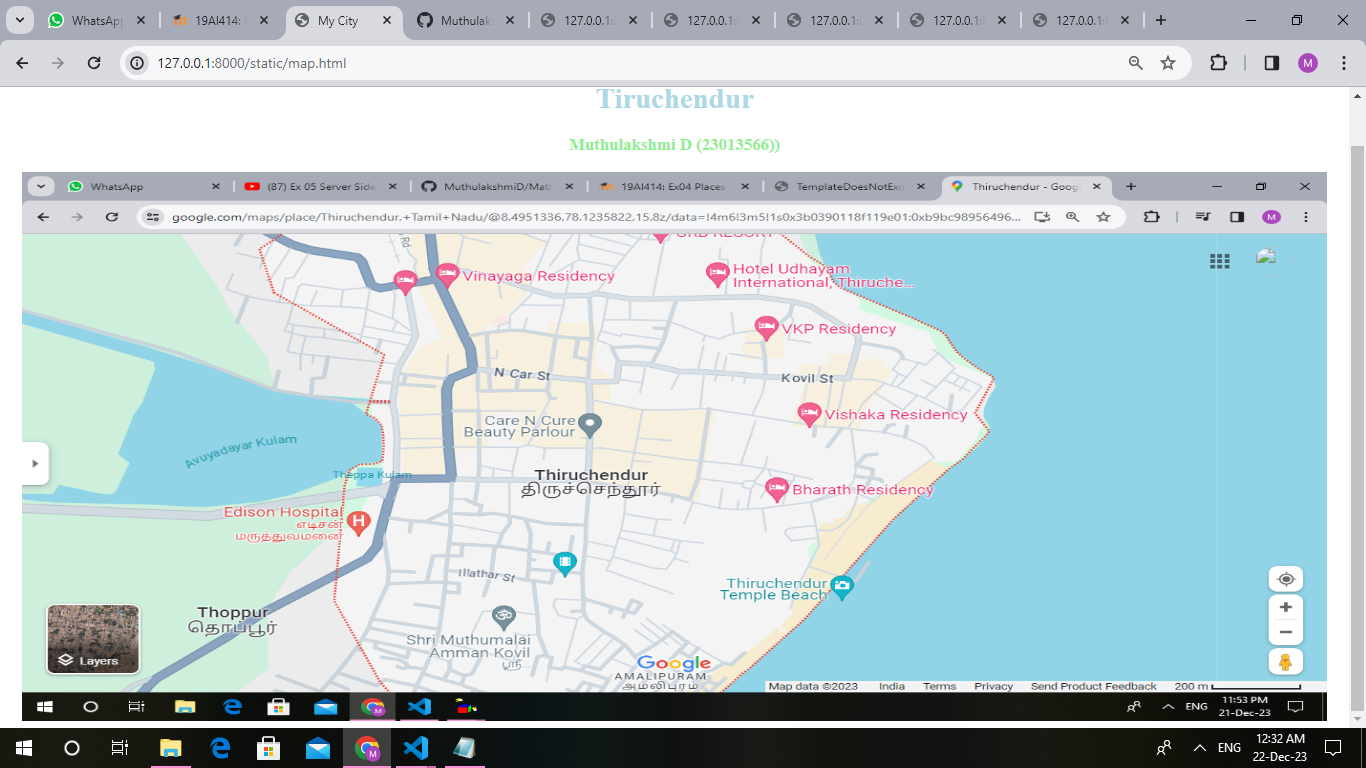 WhatsApp
19AI414: E
My City
Muthulak
127.0.0.1:
127.0.0.1:
127.0.0.1:
127.0.0.1:
127.0.0.1:
127.0.0.1:8000/static/map.html
M
Tiruchendur
Muthulakshmi D (23013566))
WhatsApp
(87) Ex 05 Server Side
MuthulakshmiD/Mat
19AI414: Ex04 Places
TemplateDoesNotExi
Thiruchendur - Goog
google.com/maps/place/Thiruchendur,+Tamil+Nadu/@8.4951336,78.1235822,15.8z/data=!4m6!3m5!1s0x3b0390118f119e01:0xb9bc98956496...
M
Rd
GRB RESORT
Vinayaga Residency
Hotel Udhayam
International, Thiruche...
VKP Residency
N Car St
Kovil St
Vishaka Residency
Care N Cure
Beauty Parlour
Avuyadayar Kulam
Theppa Kulam
Thiruchendur
திருச்செந்தூர்
Bharath Residency
Edison Hospital
எடிசன்
மருத்துவமனை
H
Illathar St
Thiruchendur
Temple Beach
Thoppur
தொப்பூர்
Shri Muthumalai
Amman Kovil
ஸ்ரீ
Layers
Google
AMALIPURAM
அமலிபுரம்
Map data ©2023
India
Terms
Privacy
Send Product Feedback
200 m
ENG
11:53 PM
21-Dec-23
ENG
12:32 AM
22-Dec-23